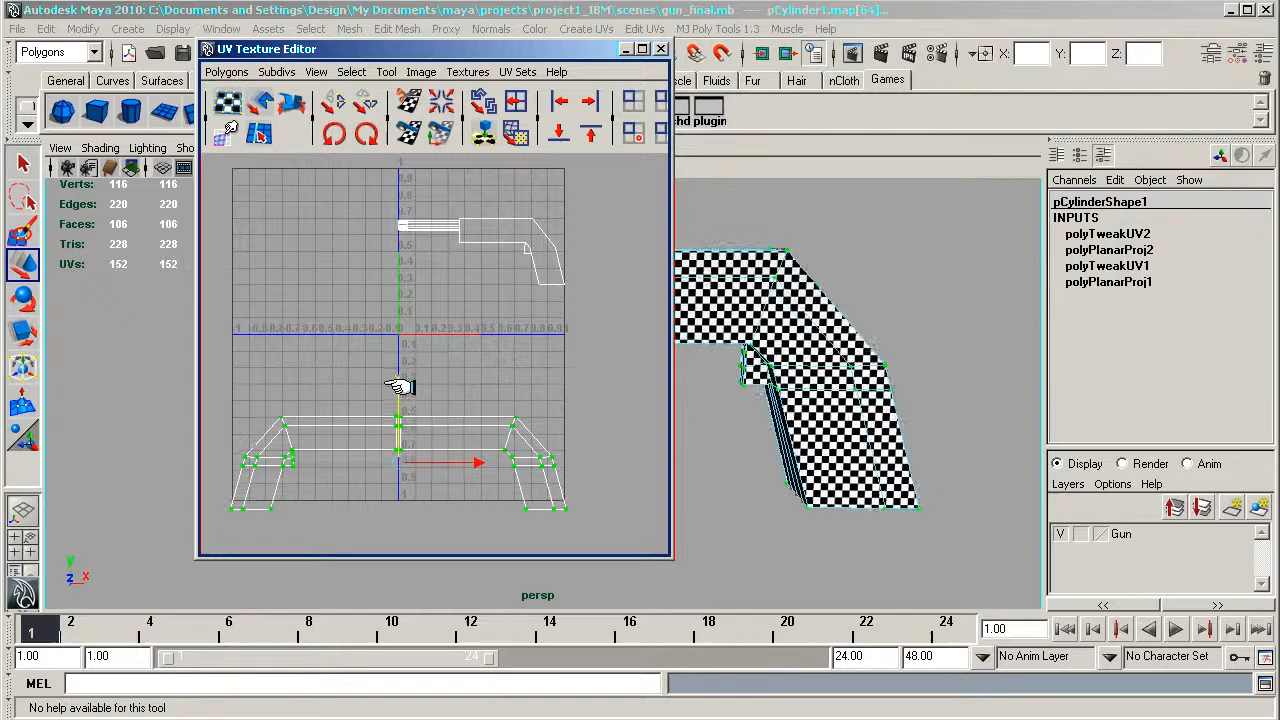 Autodesk Maya 2010: C:\Documents and Settings\Design\My Documents\maya\projects\project1_IBM\scenes\gun_final.mb --- pCylinder1.map[64]...
File Edit Modify Create Display Window Assets Select Mesh Edit Mesh Proxy Normals Color Create UVs Edit UVs MJ Poly Tools 1.3 Muscle Help
Polygons
X: Y: Z:
UV Texture Editor
Polygons Subdivs View Select Tool Image Textures UV Sets Help
General Curves Surfaces
Fluids Fur Hair nCloth Games
hd plugin
View Shading Lighting
Verts: 116 116
Edges: 220 220
Faces: 106 106
Tris: 228 228
UVs: 152 152
Channels Edit Object Show
pCylinderShape1
INPUTS
polyTweakUV2
polyPlanarProj2
polyTweakUV1
polyPlanarProj1
Display Render Anim
Layers Options Help
V Gun
persp
<< >>
1 2 4 6 8 10 12 14 16 18 20 22 24
1.00
1.00 1.00 1 24 24.00 48.00 No Anim Layer No Character Set
MEL
No help available for this tool